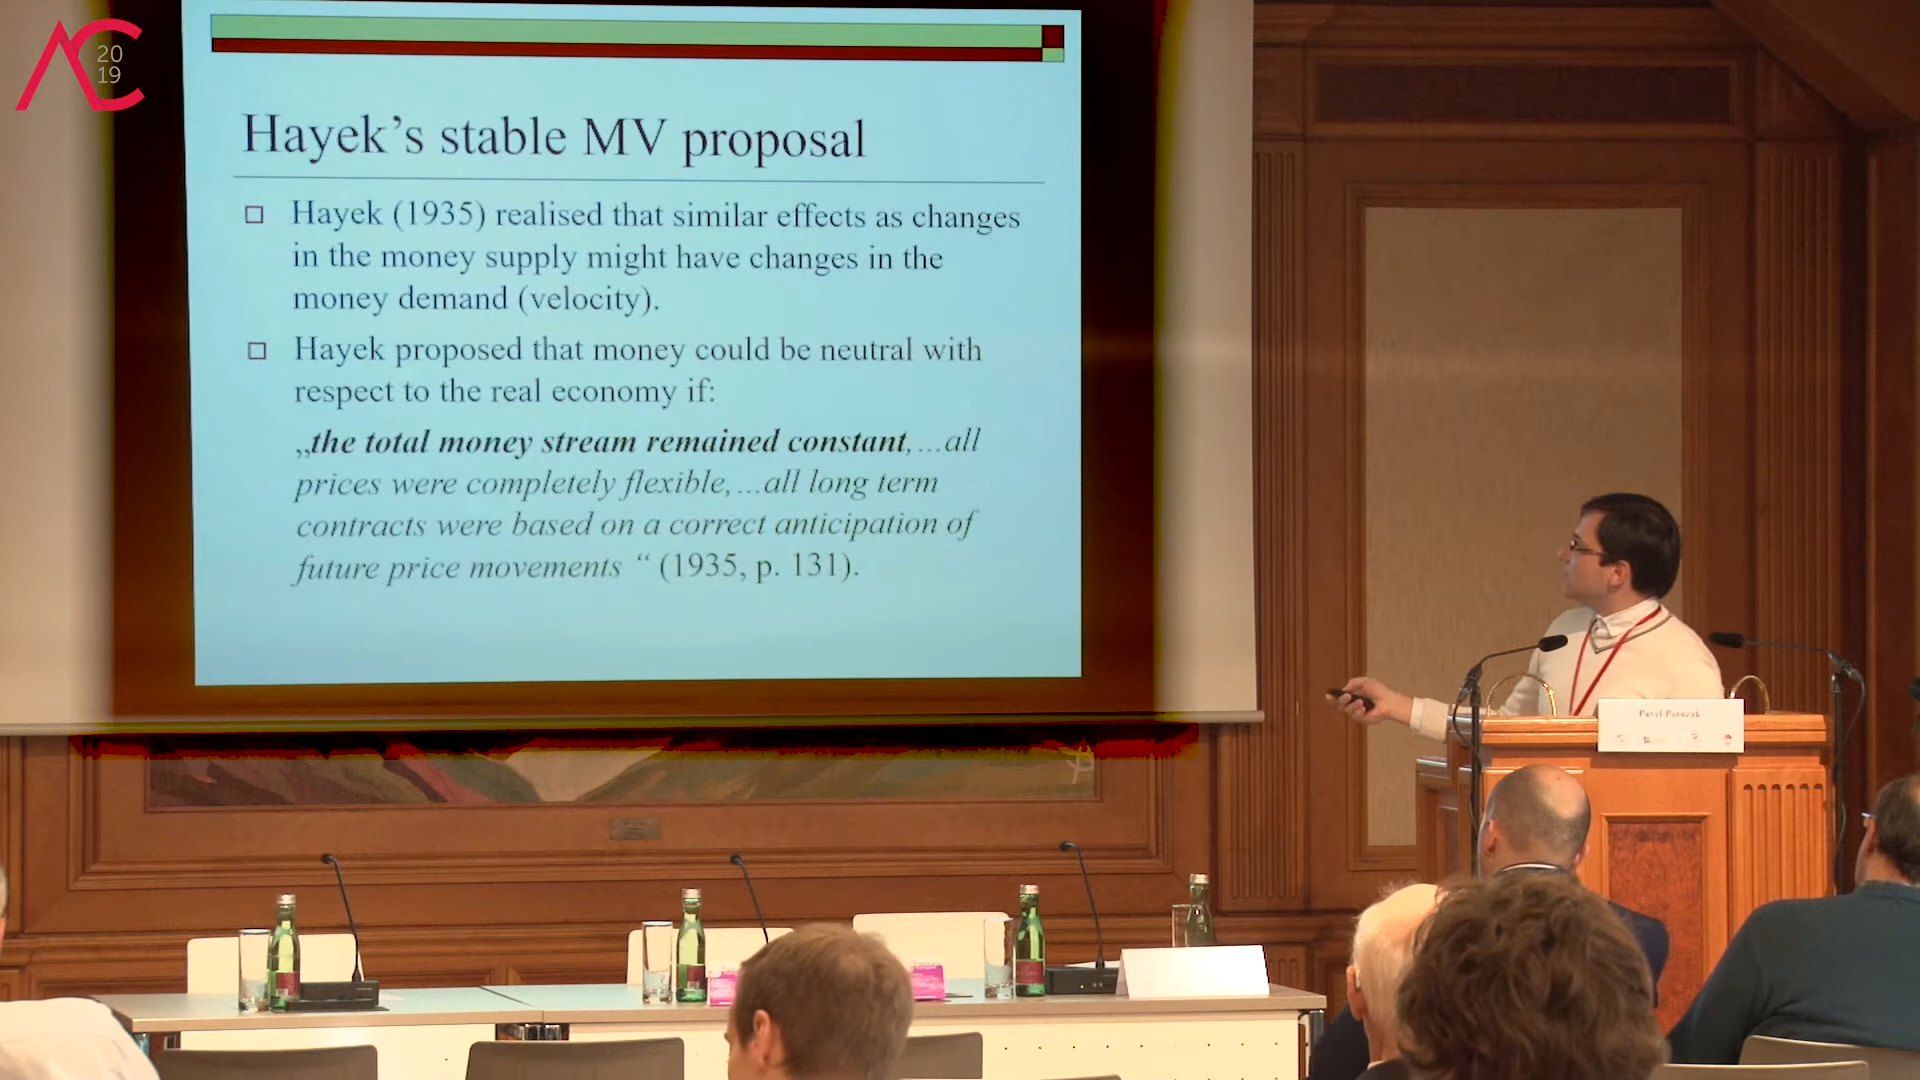 AC
20
19
Hayek’s stable MV proposal
Hayek (1935) realised that similar effects as changes
in the money supply might have changes in the
money demand (velocity).
Hayek proposed that money could be neutral with
respect to the real economy if:
„the total money stream remained constant, …all
prices were completely flexible, …all long term
contracts were based on a correct anticipation of
future price movements “ (1935, p. 131).
Pavel Potuzak